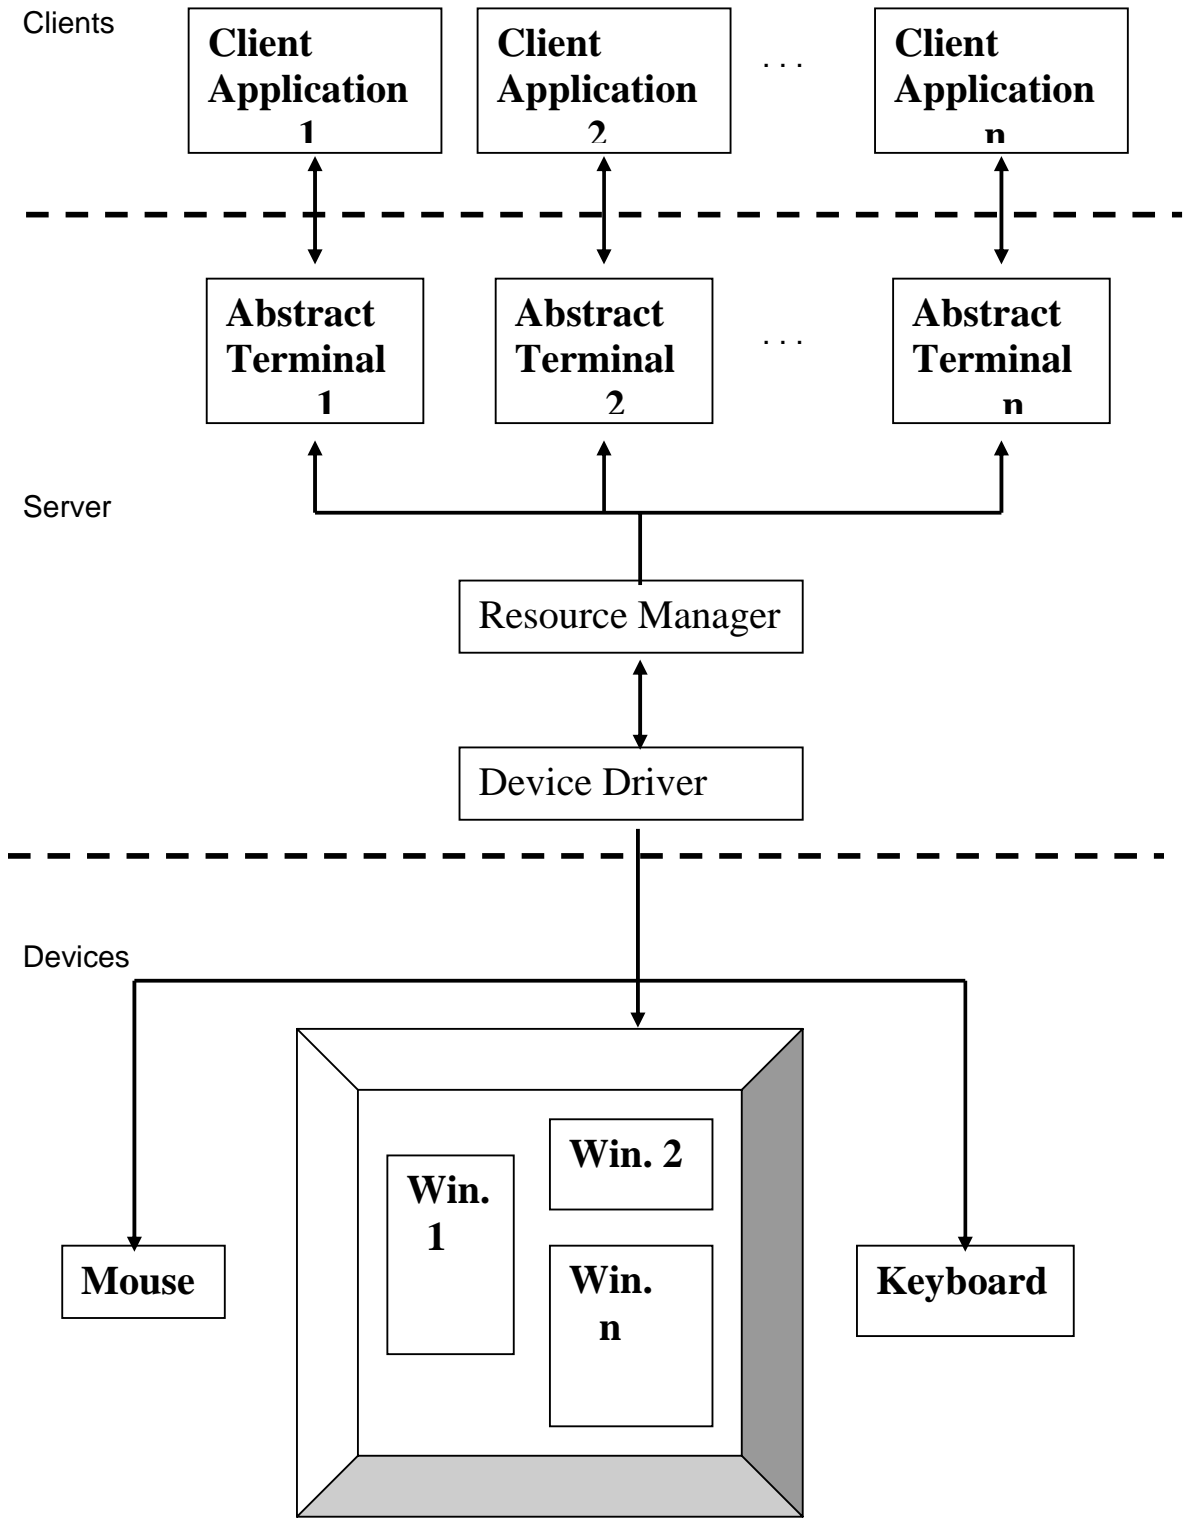 Clients
Client
Application
1
Client
Application
2
. . .
Client
Application
n
Abstract
Terminal
1
Abstract
Terminal
2
. . .
Abstract
Terminal
n
Server
Resource Manager
Device Driver
Devices
Win. 2
Win.
1
Win.
n
Mouse
Keyboard